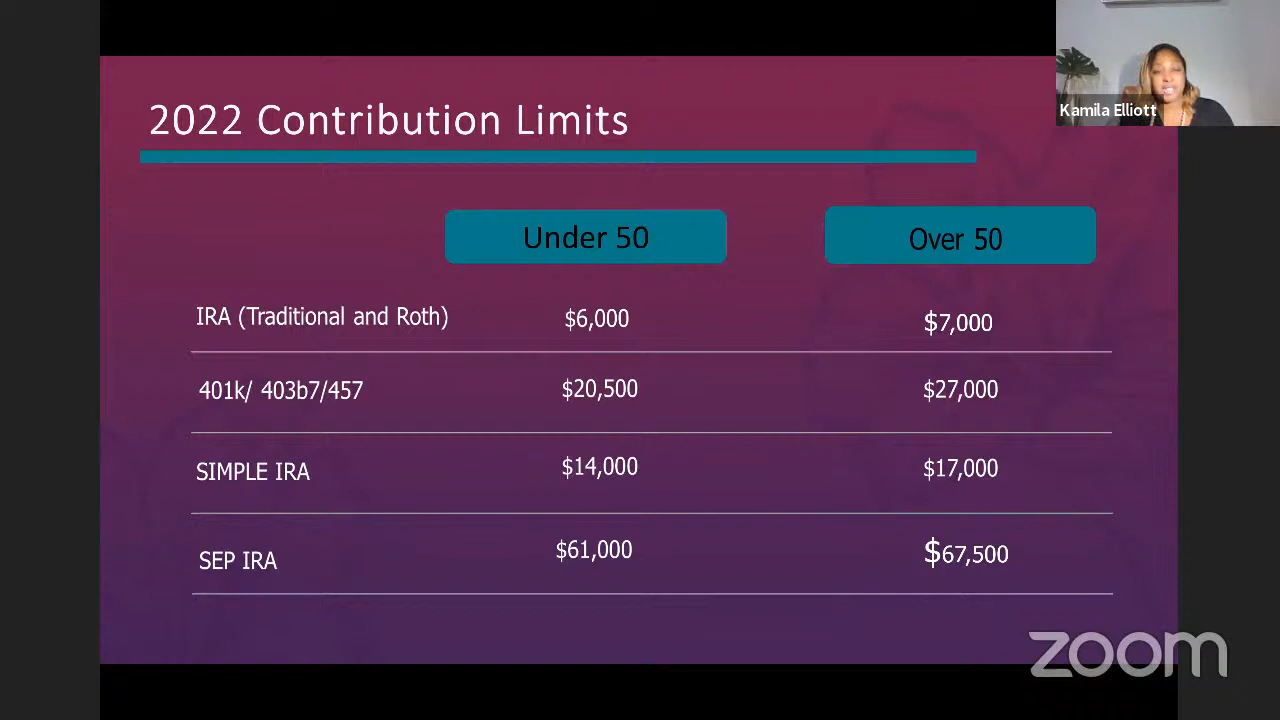 2022 Contribution Limits
Kamila Elliott
Under 50
Over 50
IRA (Traditional and Roth)
$6,000
$7,000
401k/ 403b7/457
$20,500
$27,000
SIMPLE IRA
$14,000
$17,000
SEP IRA
$61,000
$67,500
zoom